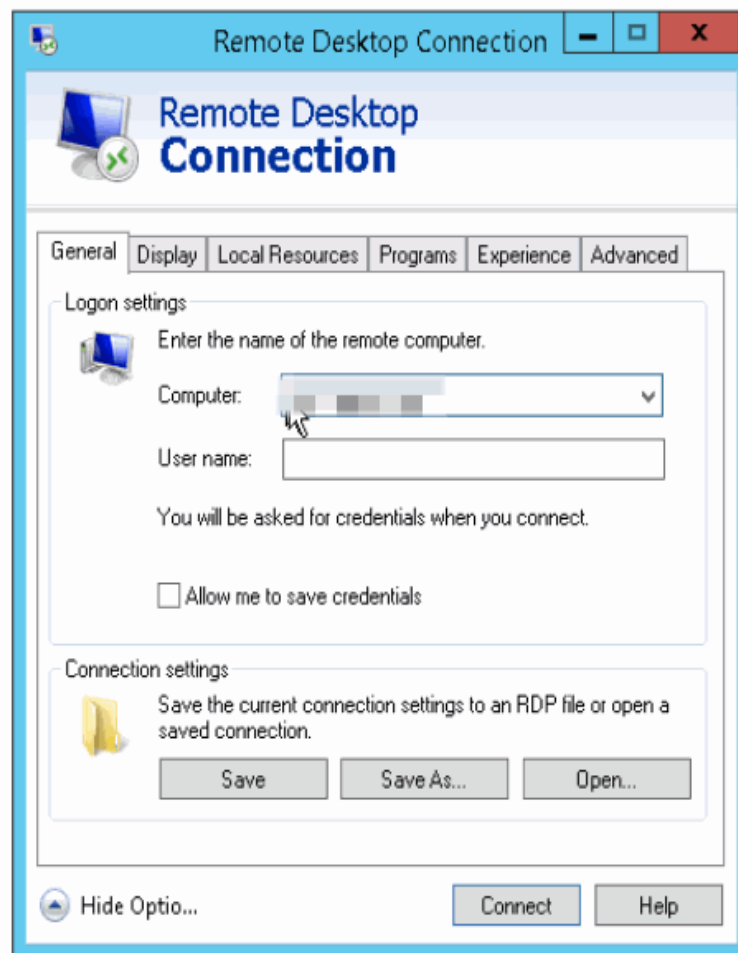 Remote Desktop Connection
Remote Desktop
Connection
General Display Local Resources Programs Experience Advanced
Logon settings
Enter the name of the remote computer.
Computer:
User name:
You will be asked for credentials when you connect.
Allow me to save credentials
Connection settings
Save the current connection settings to an RDP file or open a
saved connection.
Save Save As... Open...
Hide Optio... Connect Help